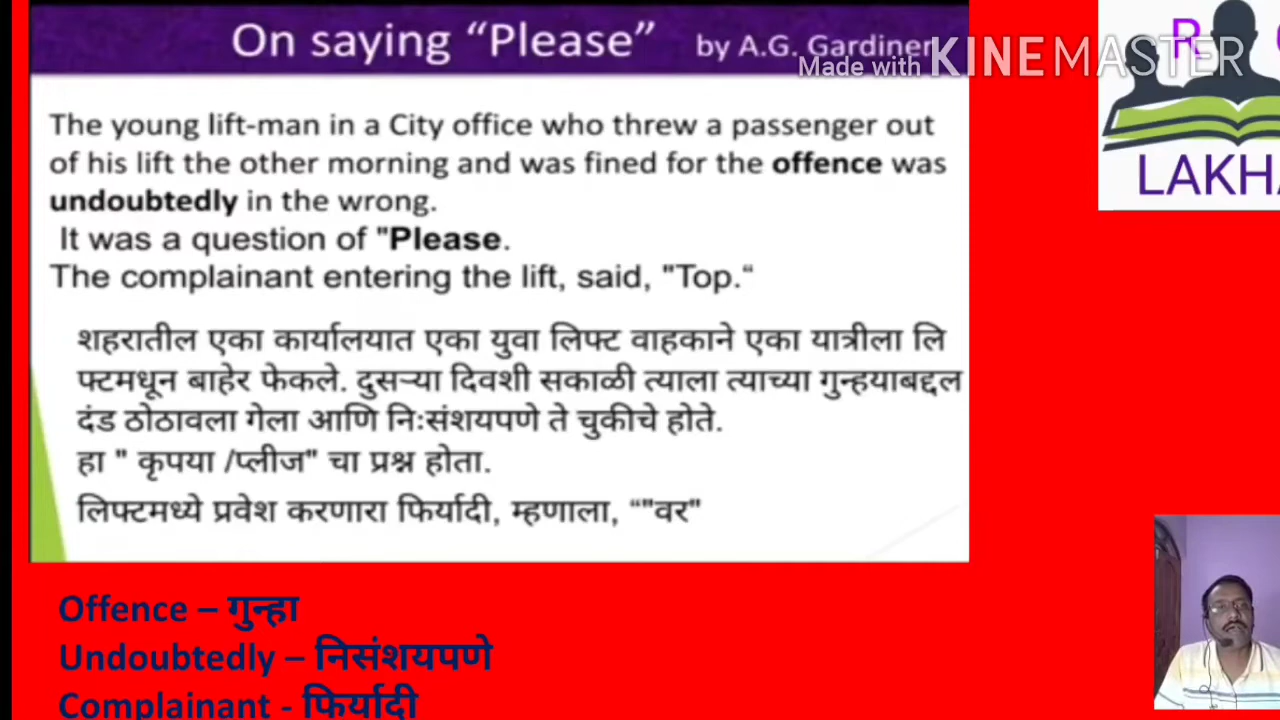 On saying “Please” by A.G. Gardiner
Made with KINEMASTER
R
LAKHA
The young lift-man in a City office who threw a passenger out
of his lift the other morning and was fined for the offence was
undoubtedly in the wrong.
It was a question of "Please.
The complainant entering the lift, said, "Top.“
शहरातील एका कार्यालयात एका युवा लिफ्ट वाहकाने एका यात्रीला लि
फ्टमधून बाहेर फेकले. दुसऱ्या दिवशी सकाळी त्याला त्याच्या गुन्हयाबद्दल
दंड ठोठावला गेला आणि निःसंशयपणे ते चुकीचे होते.
हा " कृपया /प्लीज" चा प्रश्न होता.
लिफ्टमध्ये प्रवेश करणारा फिर्यादी, म्हणाला, “"वर"
Offence – गुन्हा
Undoubtedly – निसंशयपणे
Complainant - फिर्यादी